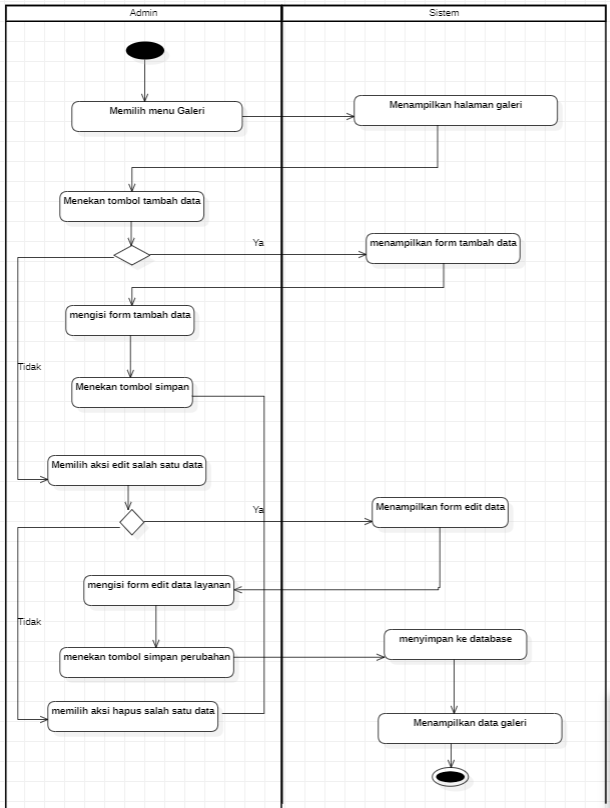 Admin
Sistem
Memilih menu Galeri
Menampilkan halaman galeri
Menekan tombol tambah data
Ya
menampilkan form tambah data
mengisi form tambah data
Tidak
Menekan tombol simpan
Memilih aksi edit salah satu data
Ya
Menampilkan form edit data
mengisi form edit data layanan
Tidak
menekan tombol simpan perubahan
menyimpan ke database
memilih aksi hapus salah satu data
Menampilkan data galeri